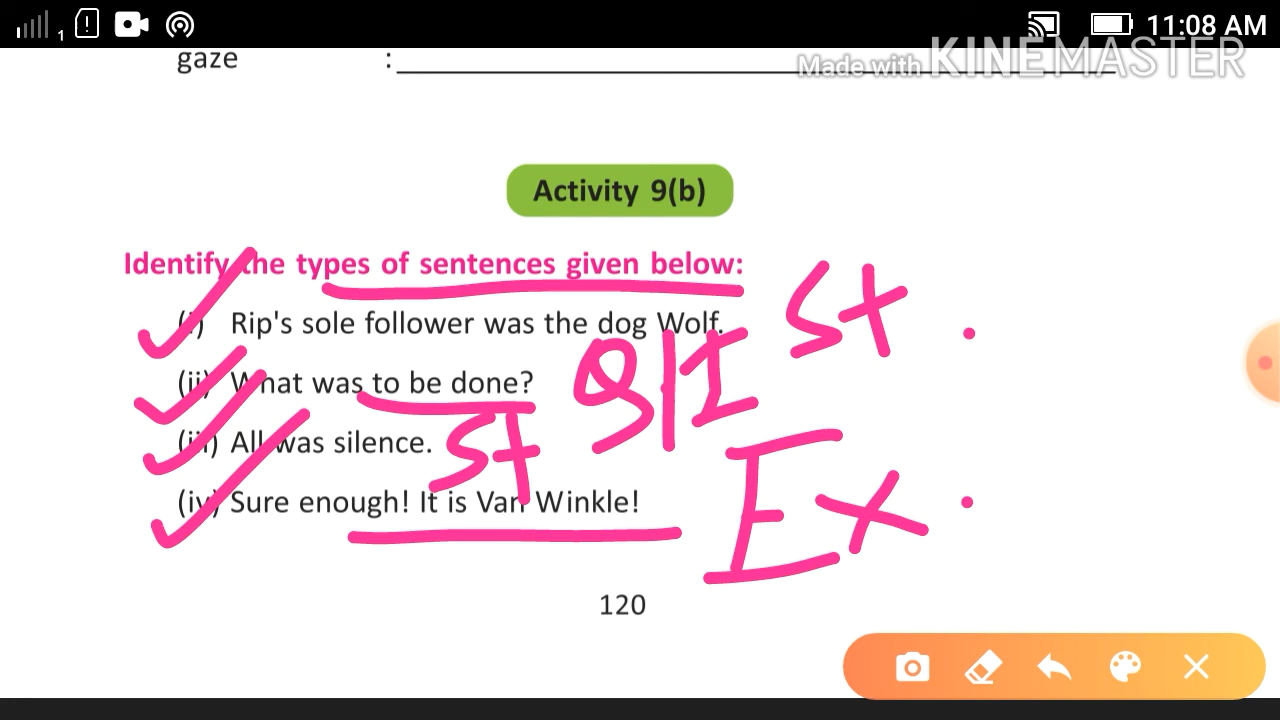 1 11:08 AM
gaze : Made with KINEMASTER
Activity 9(b)
Identify the types of sentences given below:
(i) Rip's sole follower was the dog Wolf. St.
(ii) What was to be done? Q/I
(iii) All was silence. St
(iv) Sure enough! It is Van Winkle! Ex.
120